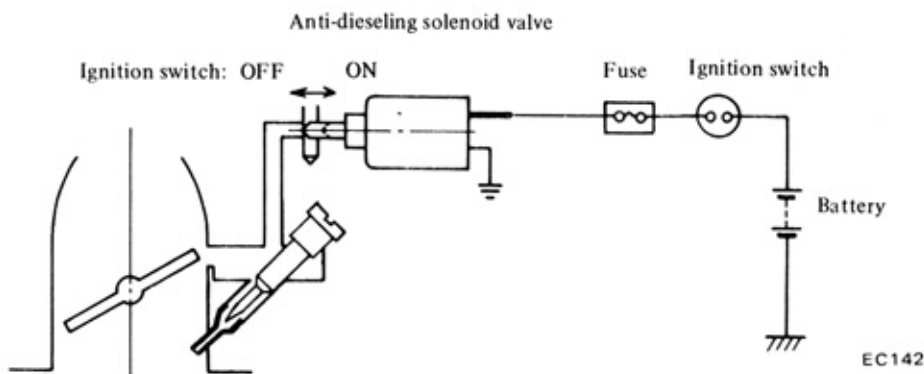 Anti-dieseling solenoid valve
Ignition switch: OFF ON
Fuse
Ignition switch
Battery
EC142